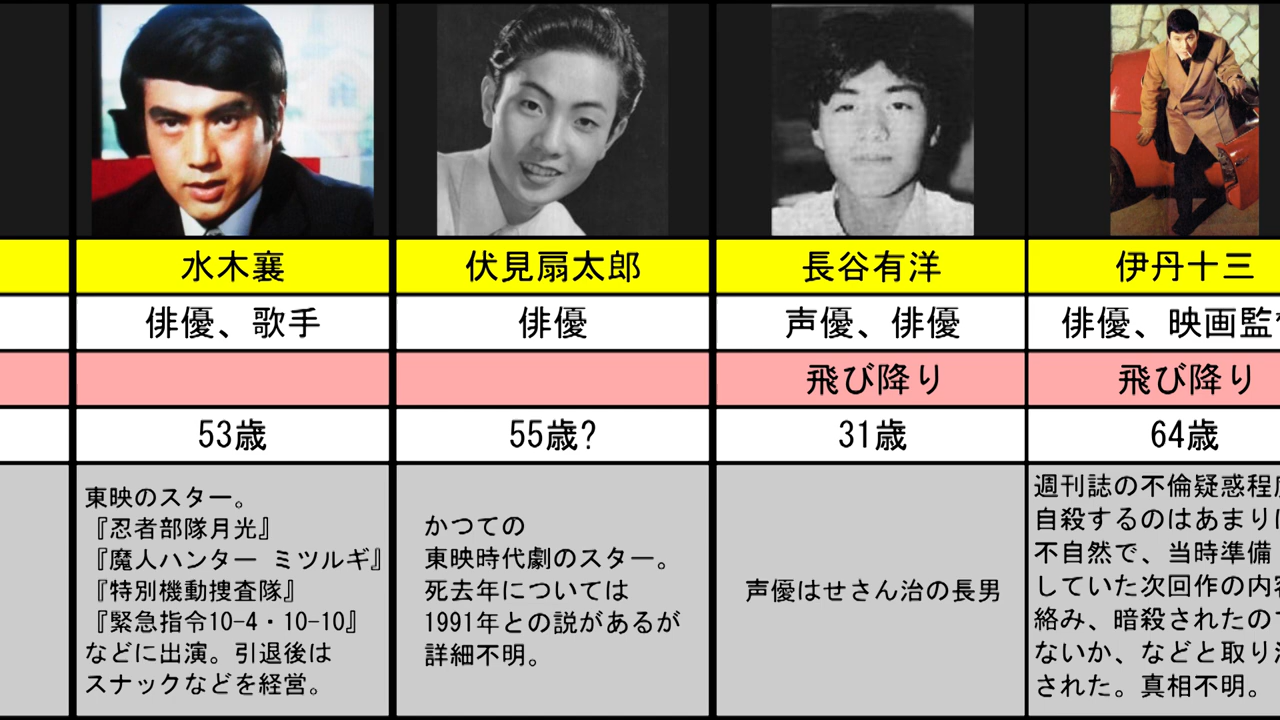 水木襄
俳優、歌手
53歳
東映のスター。
『忍者部隊月光』
『魔人ハンター ミツルギ』
『特別機動捜査隊』
『緊急指令10-4・10-10』
などに出演。引退後は
スナックなどを経営。
伏見扇太郎
俳優
55歳?
かつての
東映時代劇のスター。
死去年については
1991年との説があるが
詳細不明。
長谷有洋
声優、俳優
飛び降り
31歳
声優はせさん治の長男
伊丹十三
俳優、映画監
飛び降り
64歳
週刊誌の不倫疑惑程
自殺するのはあまり
不自然で、当時準備
していた次回作の内
絡み、暗殺されたの
ないか、などと取り
された。真相不明。